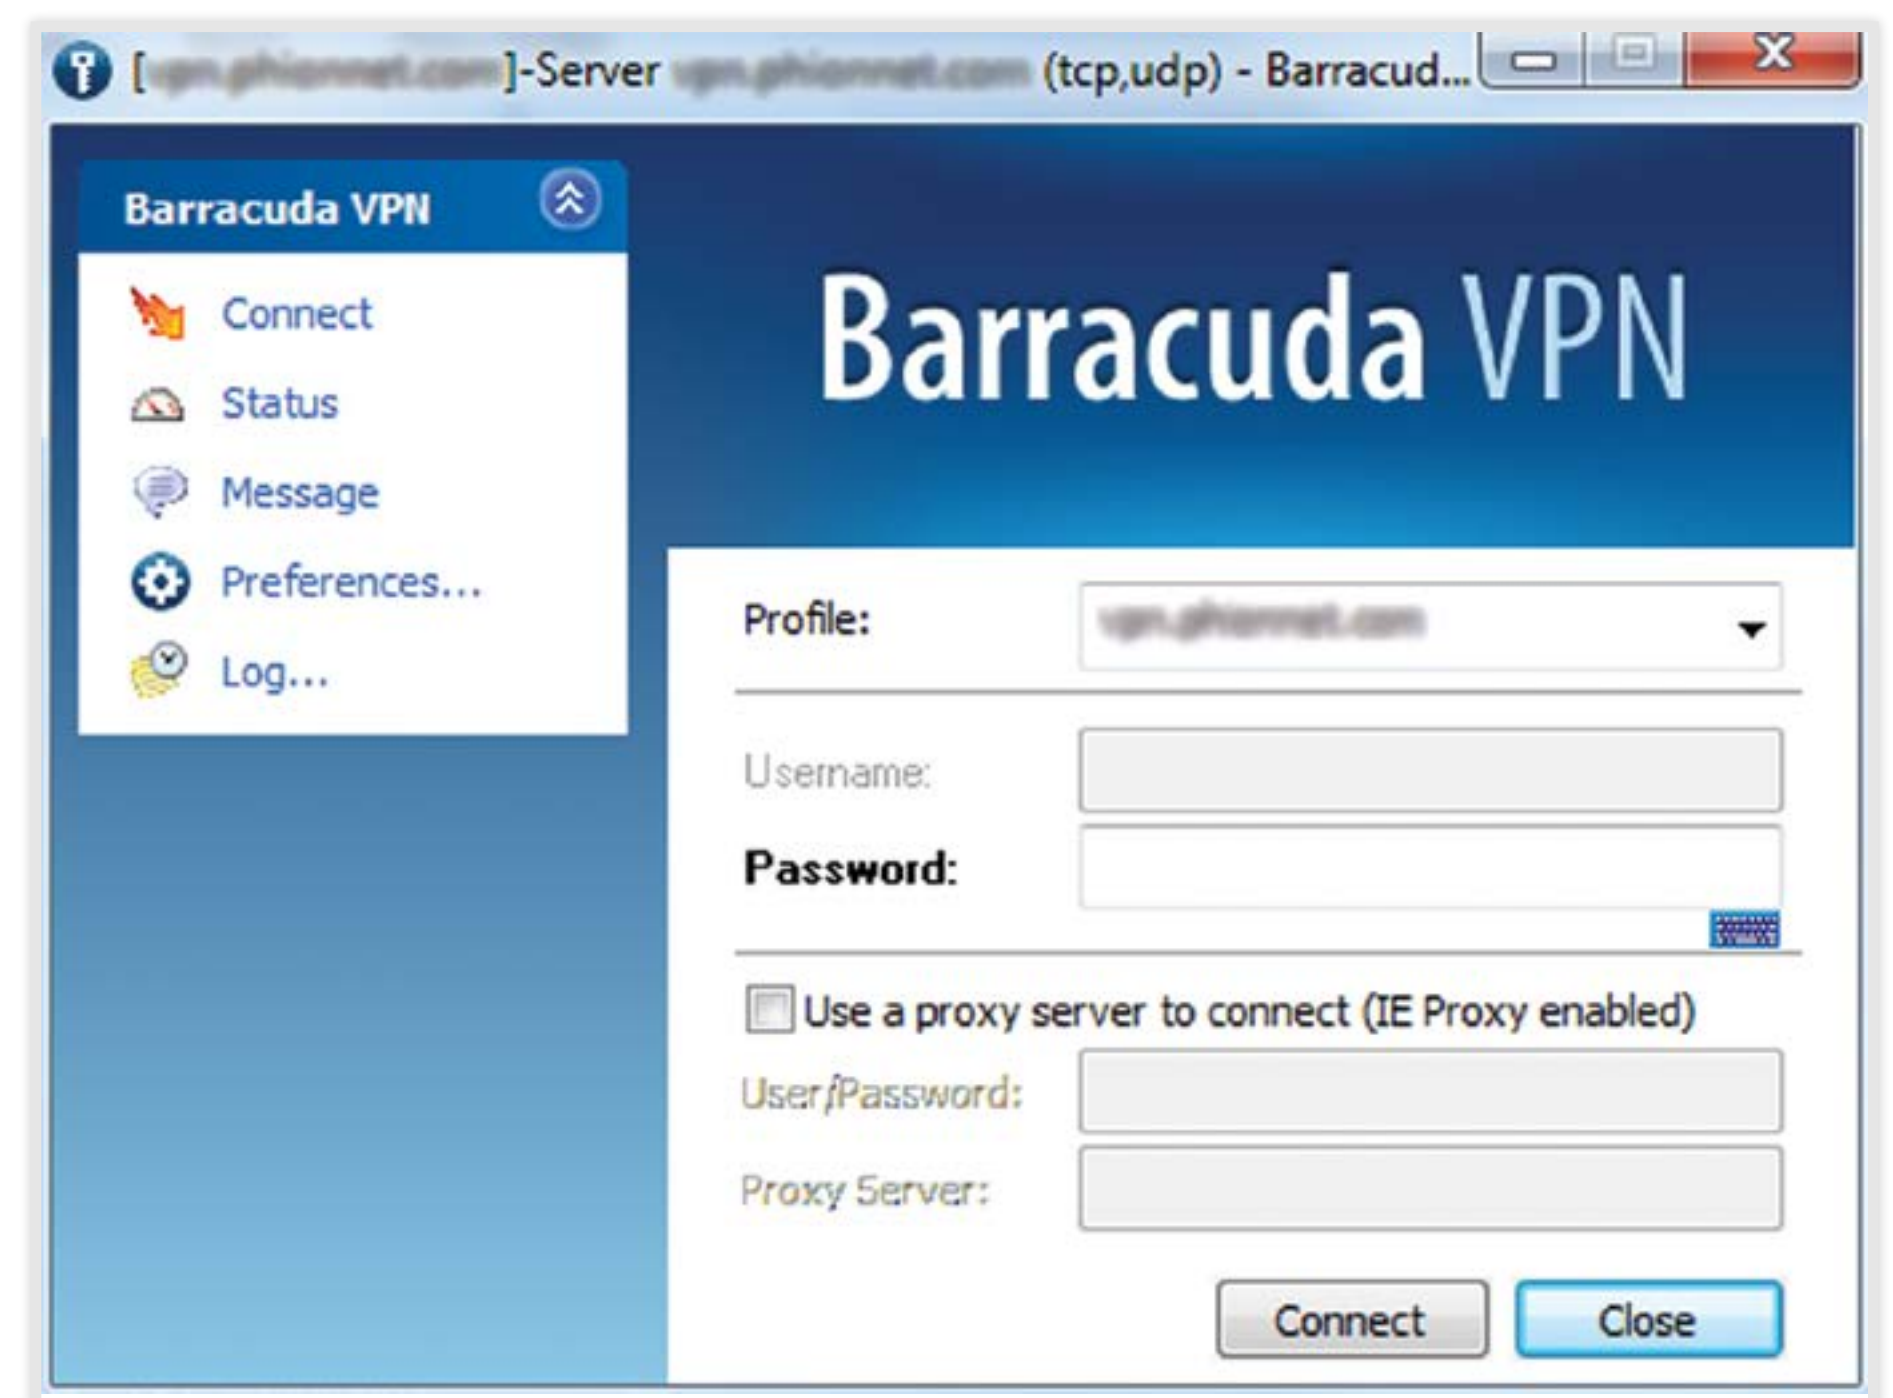 [ ]-Server (tcp,udp) - Barracud...
Barracuda VPN
Connect
Status
Message
Preferences...
Log...
Barracuda VPN
Profile:
Username:
Password:
Use a proxy server to connect (IE Proxy enabled)
User/Password:
Proxy Server:
Connect
Close